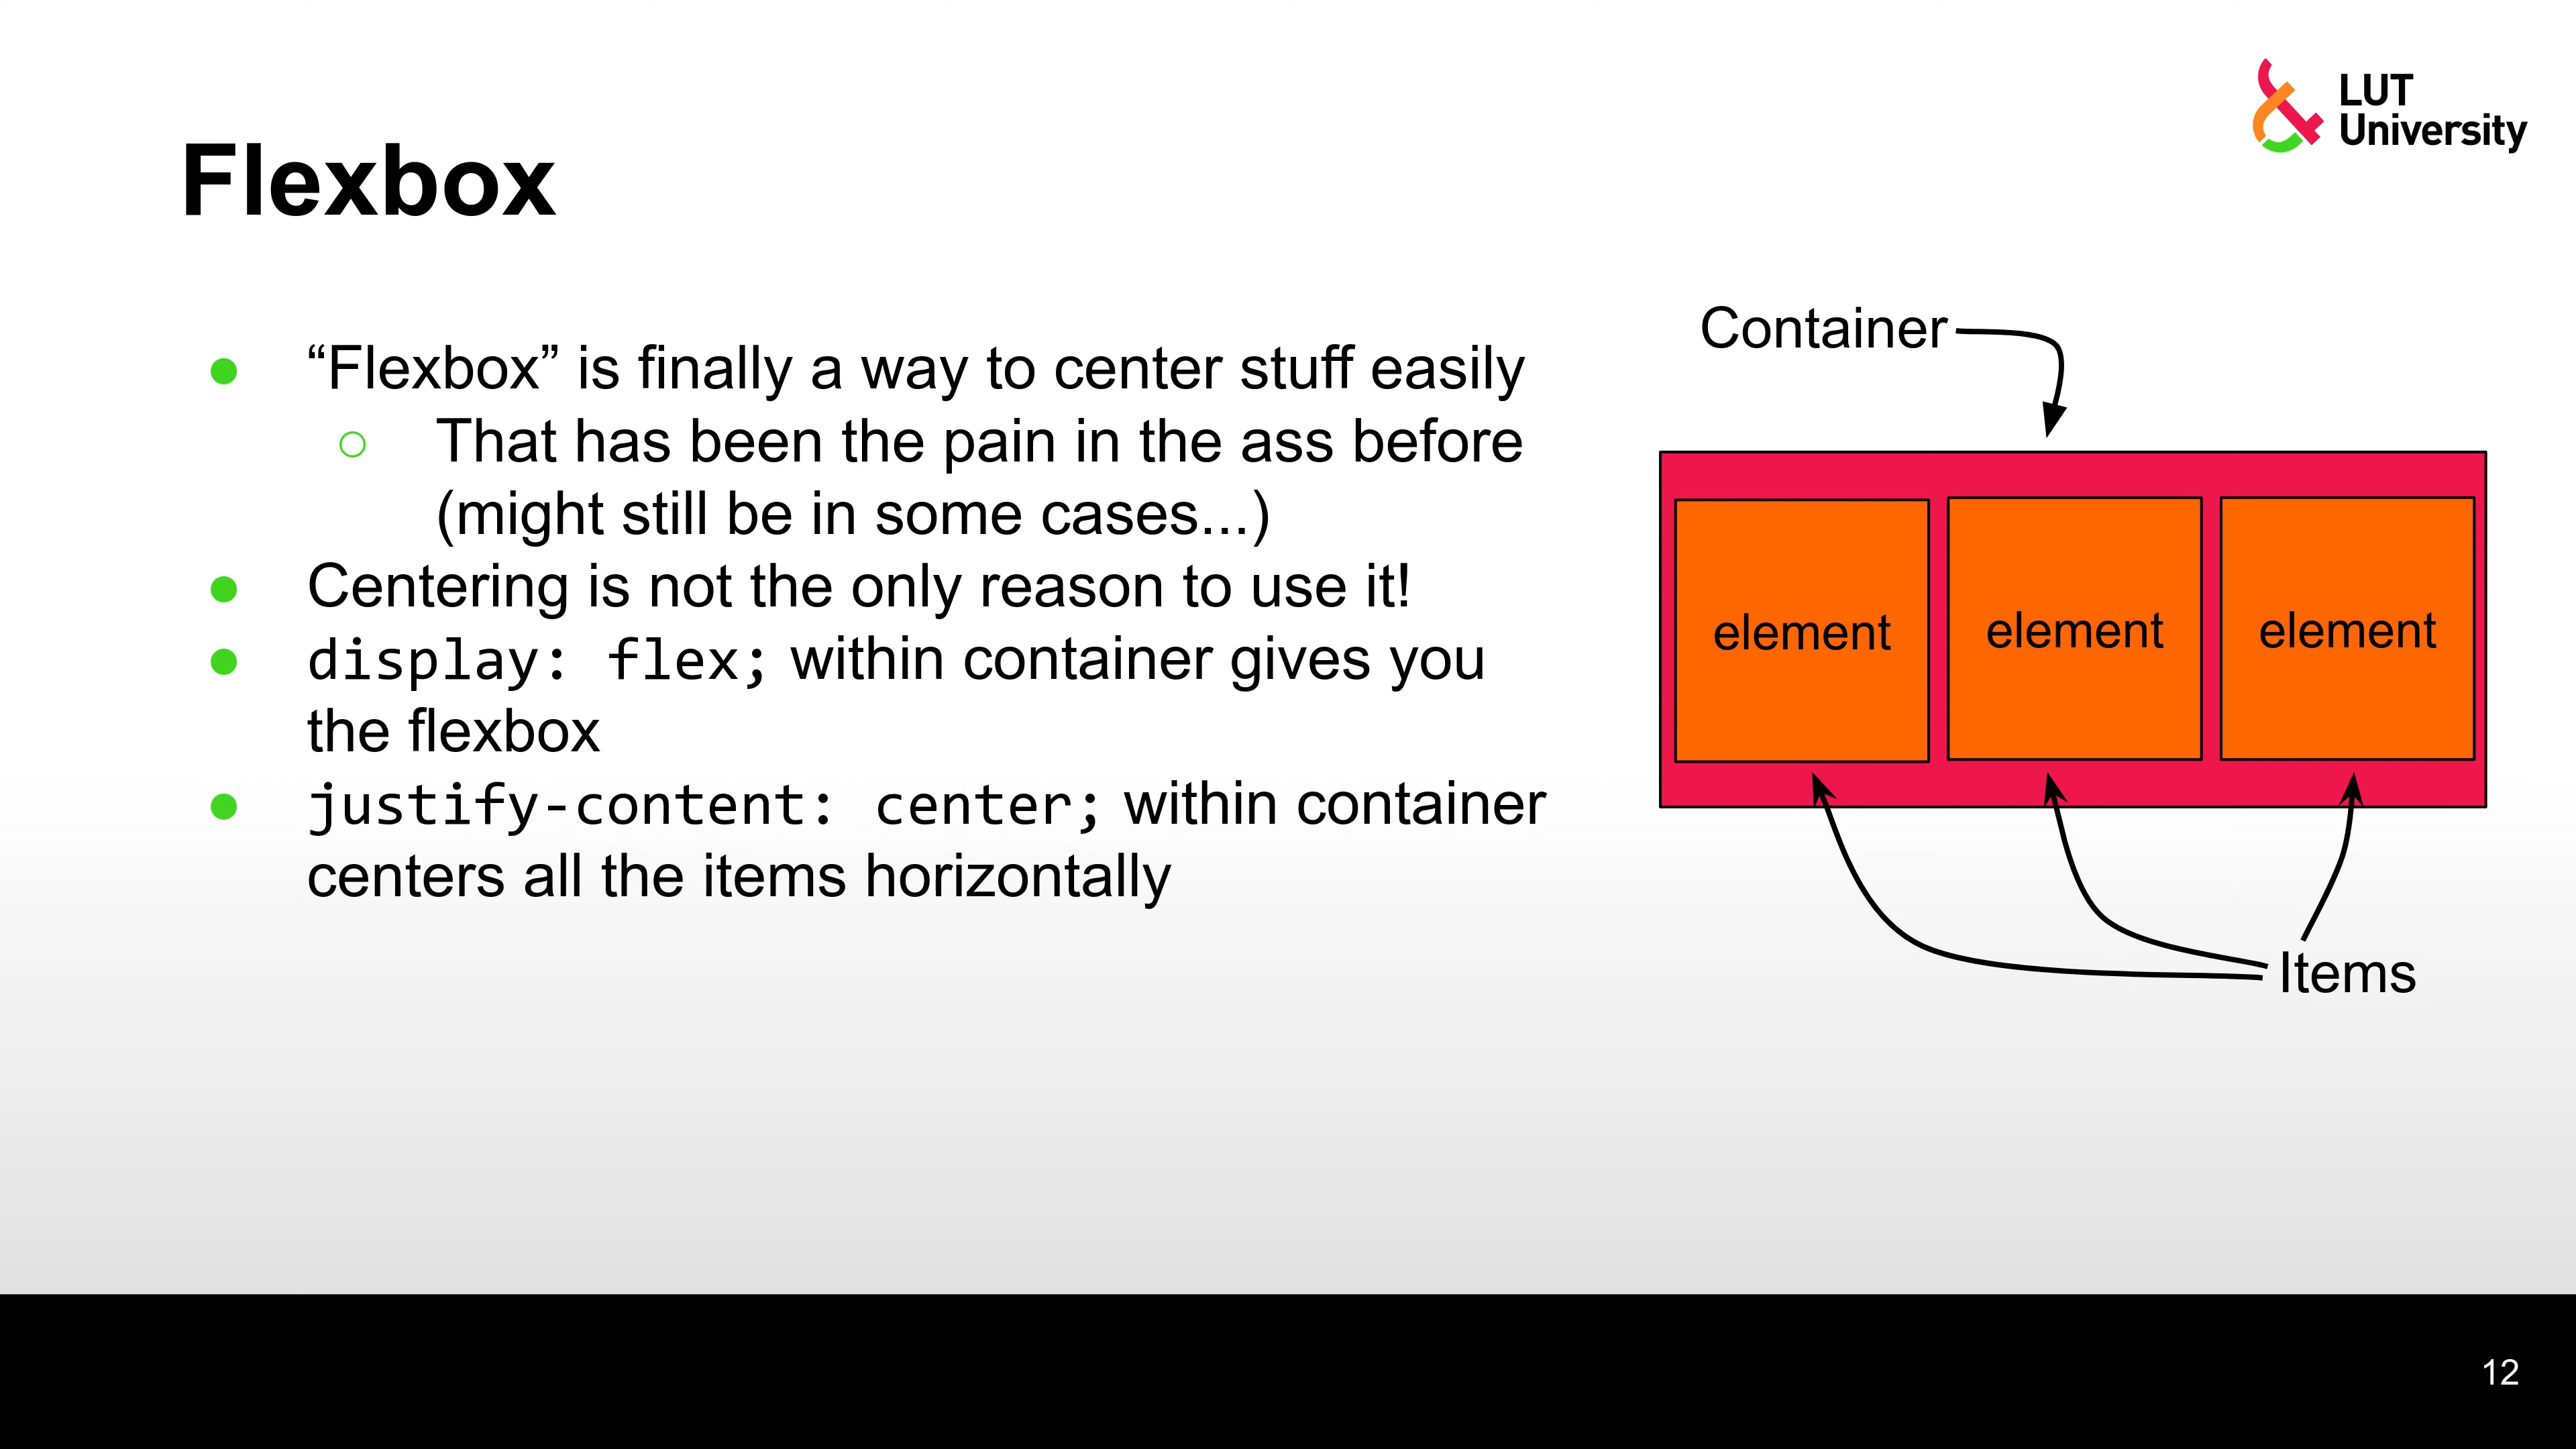 LUT
University
Flexbox
● “Flexbox” is finally a way to center stuff easily
○ That has been the pain in the ass before
(might still be in some cases...)
● Centering is not the only reason to use it!
● display: flex; within container gives you
the flexbox
● justify-content: center; within container
centers all the items horizontally
Container
element element element
Items
12